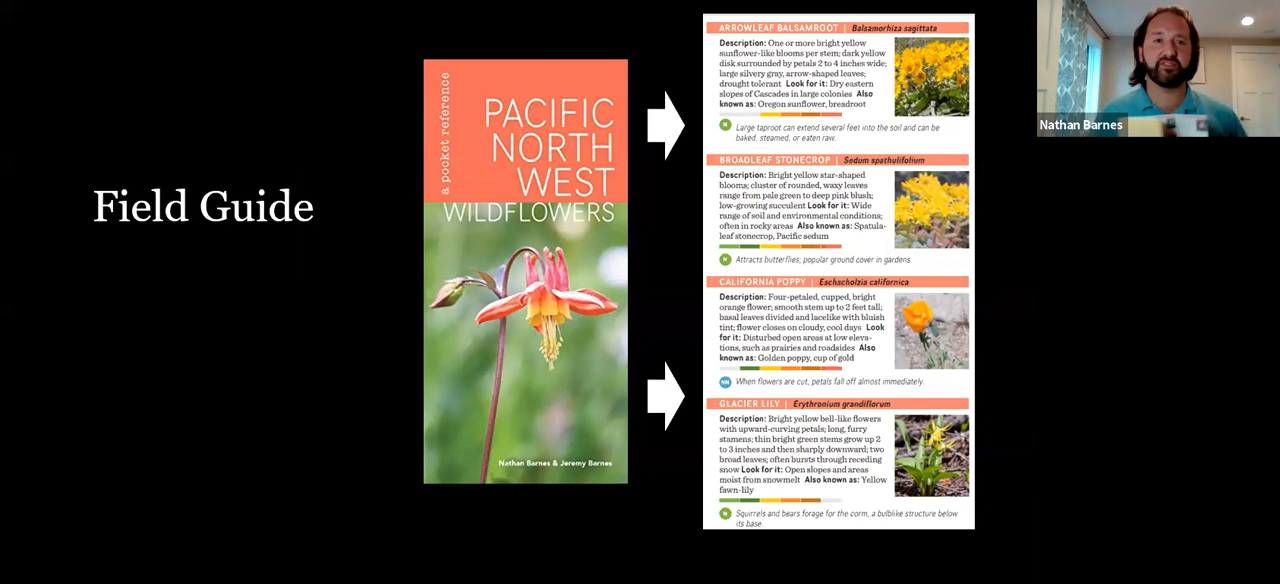 Field Guide
a pocket reference
PACIFIC
NORTH
WEST
WILDFLOWERS
Nathan Barnes & Jeremy Barnes
ARROWLEAF BALSAMROOT | Balsamorhiza sagittata
Description: One or more bright yellow
sunflower-like blooms per stem; dark yellow
disk surrounded by petals 2 to 4 inches wide;
large silvery gray, arrow-shaped leaves;
drought tolerant Look for it: Dry eastern
slopes of Cascades in large colonies Also
known as: Oregon sunflower, breadroot
N
Large taproot can extend several feet into the soil and can be
baked, steamed, or eaten raw.
BROADLEAF STONECROP | Sedum spathulifolium
Description: Bright yellow star-shaped
blooms; cluster of rounded, waxy leaves
range from pale green to deep pink blush;
low-growing succulent Look for it: Wide
range of soil and environmental conditions;
often in rocky areas Also known as: Spatula-
leaf stonecrop, Pacific sedum
N
Attracts butterflies; popular ground cover in gardens.
CALIFORNIA POPPY | Eschscholzia californica
Description: Four-petaled, cupped, bright
orange flower; smooth stem up to 2 feet tall;
basal leaves divided and lacelike with bluish
tint; flower closes on cloudy, cool days Look
for it: Disturbed open areas at low eleva-
tions, such as prairies and roadsides Also
known as: Golden poppy, cup of gold
NN
When flowers are cut, petals fall off almost immediately.
GLACIER LILY | Erythronium grandiflorum
Description: Bright yellow bell-like flowers
with upward-curving petals; long, furry
stamens; thin bright green stems grow up 2
to 3 inches and then sharply downward; two
broad leaves; often bursts through receding
snow Look for it: Open slopes and areas
moist from snowmelt Also known as: Yellow
fawn-lily
N
Squirrels and bears forage for the corm, a bulblike structure below
its base.
Nathan Barnes